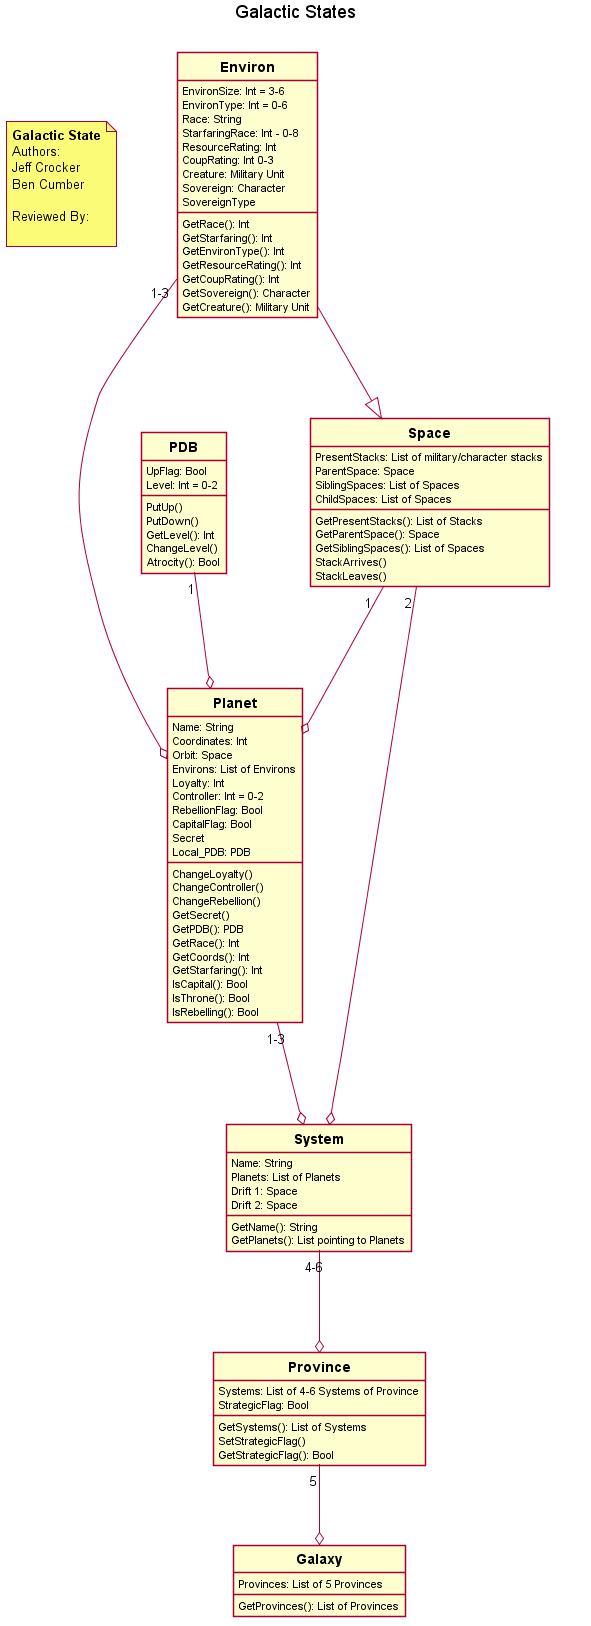 Galactic States
Environ
EnvironSize: Int = 3-6
EnvironType: Int = 0-6
Race: String
StarfaringRace: Int - 0-8
ResourceRating: Int
CoupRating: Int 0-3
Creature: Military Unit
Sovereign: Character
SovereignType
GetRace(): Int
GetStarfaring(): Int
GetEnvironType(): Int
GetResourceRating(): Int
GetCoupRating(): Int
GetSovereign(): Character
GetCreature(): Military Unit
Galactic State
Authors:
Jeff Crocker
Ben Cumber
Reviewed By:
1-3
PDB
UpFlag: Bool
Level: Int = 0-2
PutUp()
PutDown()
GetLevel(): Int
ChangeLevel()
Atrocity(): Bool
1
Space
PresentStacks: List of military/character stacks
ParentSpace: Space
SiblingSpaces: List of Spaces
ChildSpaces: List of Spaces
GetPresentStacks(): List of Stacks
GetParentSpace(): Space
GetSiblingSpaces(): List of Spaces
StackArrives()
StackLeaves()
1
2
Planet
Name: String
Coordinates: Int
Orbit: Space
Environs: List of Environs
Loyalty: Int
Controller: Int = 0-2
RebellionFlag: Bool
CapitalFlag: Bool
Secret
Local_PDB: PDB
ChangeLoyalty()
ChangeController()
ChangeRebellion()
GetSecret()
GetPDB(): PDB
GetRace(): Int
GetCoords(): Int
GetStarfaring(): Int
IsCapital(): Bool
IsThrone(): Bool
IsRebelling(): Bool
1-3
System
Name: String
Planets: List of Planets
Drift 1: Space
Drift 2: Space
GetName(): String
GetPlanets(): List pointing to Planets
4-6
Province
Systems: List of 4-6 Systems of Province
StrategicFlag: Bool
GetSystems(): List of Systems
SetStrategicFlag()
GetStrategicFlag(): Bool
5
Galaxy
Provinces: List of 5 Provinces
GetProvinces(): List of Provinces